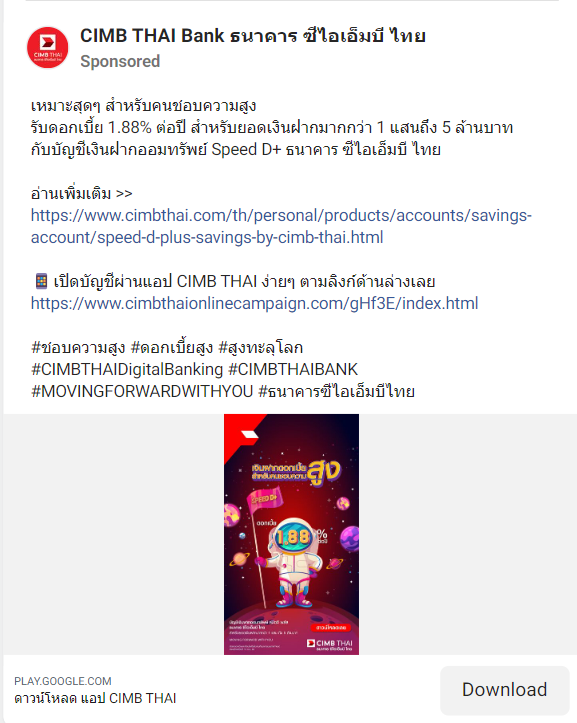 CIMB THAI Bank ธนาคาร ซีไอเอ็มบี ไทย
Sponsored
เหมาะสุดๆ สำหรับคนชอบความสูง
รับดอกเบี้ย 1.88% ต่อปี สำหรับยอดเงินฝากมากกว่า 1 แสนถึง 5 ล้านบาท
กับบัญชีเงินฝากออมทรัพย์ Speed D+ ธนาคาร ซีไอเอ็มบี ไทย
อ่านเพิ่มเติม >>
https://www.cimbthai.com/th/personal/products/accounts/savings-
account/speed-d-plus-savings-by-cimb-thai.html
เปิดบัญชีผ่านแอป CIMB THAI ง่ายๆ ตามลิงก์ด้านล่างเลย
https://www.cimbthaionlinecampaign.com/gHf3E/index.html
#ชอบความสูง #ดอกเบี้ยสูง #สูงทะลุโลก
#CIMBTHAIDigitalBanking #CIMBTHAIBANK
#MOVINGFORWARDWITHYOU #ธนาคารซีไอเอ็มบีไทย
เงินฝากดอกเบี้ย
สำหรับคนชอบความ สูง
SPEED D+
ดอกเบี้ย
1.88%
ดาวน์โหลดเลย
CIMB THAI
PLAY.GOOGLE.COM
ดาวน์โหลด แอป CIMB THAI
Download